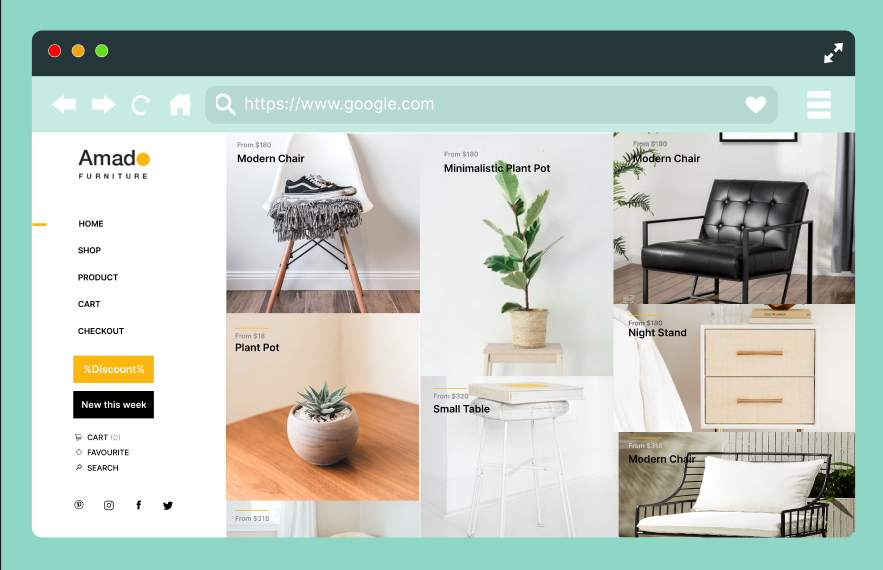 https://www.google.com
Amado
FURNITURE
HOME
SHOP
PRODUCT
CART
CHECKOUT
%Discount%
New this week
CART (0)
FAVOURITE
SEARCH
From $180
Modern Chair
From $18
Plant Pot
From $318
From $180
Minimalistic Plant Pot
From $320
Small Table
From $180
Modern Chair
From $180
Night Stand
From $318
Modern Chair